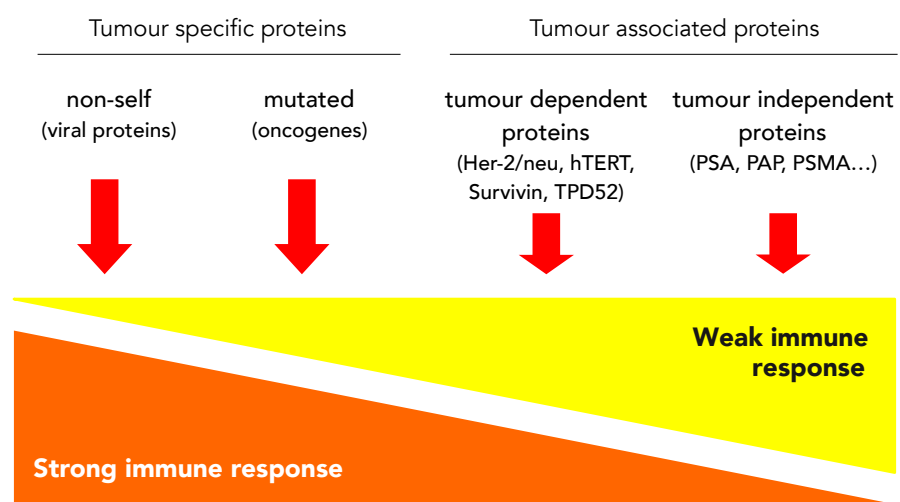 Tumour specific proteins
Tumour associated proteins
non-self
(viral proteins)
mutated
(oncogenes)
tumour dependent
proteins
(Her-2/neu, hTERT,
Survivin, TPD52)
tumour independent
proteins
(PSA, PAP, PSMA...)
Weak immune
response
Strong immune response